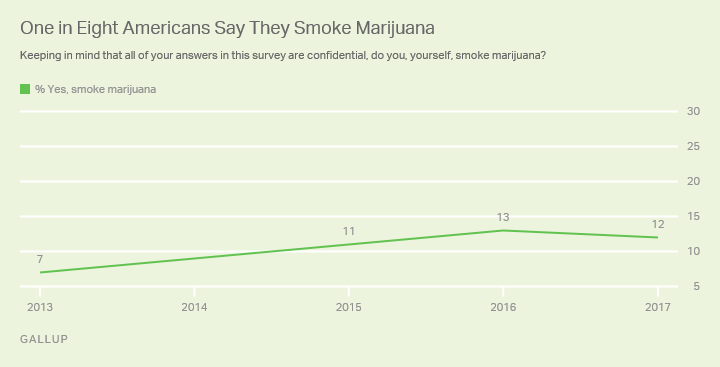 One in Eight Americans Say They Smoke Marijuana
Keeping in mind that all of your answers in this survey are confidential, do you, yourself, smoke marijuana?
% Yes, smoke marijuana
30
25
20
15
10
5
7
11
13
12
2013 2014 2015 2016 2017
GALLUP